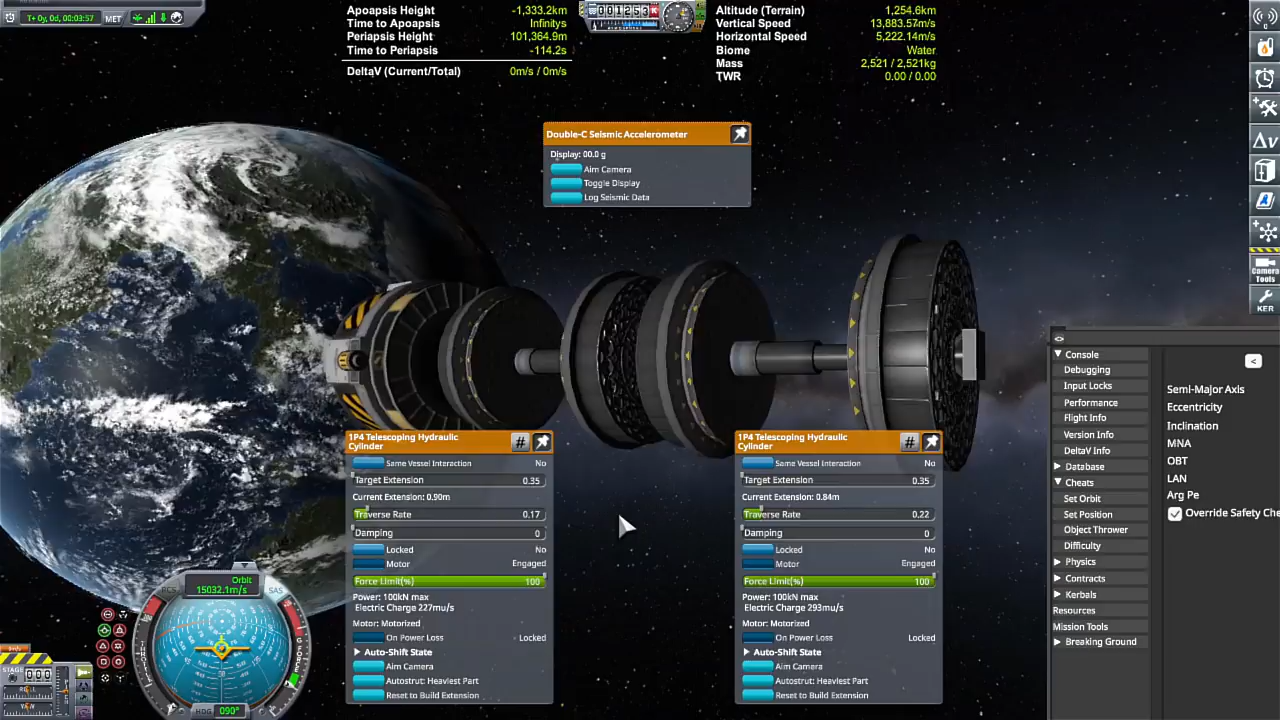 T+ 0y, 0d, 00:03:57 MET
Apoapsis Height -1,333.2km
Time to Apoapsis Infinitys
Periapsis Height 101,364.9m
Time to Periapsis -114.2s
DeltaV (Current/Total) 0m/s / 0m/s
Altitude (Terrain) 1,254.6km
Vertical Speed 13,883.57m/s
Horizontal Speed 5,222.14m/s
Biome Water
Mass 2,521 / 2,521kg
TWR 0.00 / 0.00
Δv
Camera Tools
KER
Double-C Seismic Accelerometer
Display: 00.0 g
Aim Camera
Toggle Display
Log Seismic Data
1P4 Telescoping Hydraulic
Cylinder
#
Same Vessel Interaction No
Target Extension 0.35
Current Extension: 0.90m
Traverse Rate 0.17
Damping 0
Locked No
Motor Engaged
Force Limit(%) 100
Power: 100kN max
Electric Charge 227mu/s
Motor: Motorized
On Power Loss Locked
Auto-Shift State
Aim Camera
Autostrut: Heaviest Part
Reset to Build Extension
1P4 Telescoping Hydraulic
Cylinder
#
Same Vessel Interaction No
Target Extension 0.35
Current Extension: 0.84m
Traverse Rate 0.22
Damping 0
Locked No
Motor Engaged
Force Limit(%) 100
Power: 100kN max
Electric Charge 293mu/s
Motor: Motorized
On Power Loss Locked
Auto-Shift State
Aim Camera
Autostrut: Heaviest Part
Reset to Build Extension
<>
Console
Debugging
Input Locks
Performance
Flight Info
Version Info
DeltaV Info
Database
Cheats
Set Orbit
Set Position
Object Thrower
Difficulty
Physics
Contracts
Kerbals
Resources
Mission Tools
Breaking Ground
<
Semi-Major Axis
Eccentricity
Inclination
MNA
OBT
LAN
Arg Pe
Override Safety Che
Orbit
15032.1m/s
RCS SAS
HDG 090°
STAGE 000
ROLL
YAW